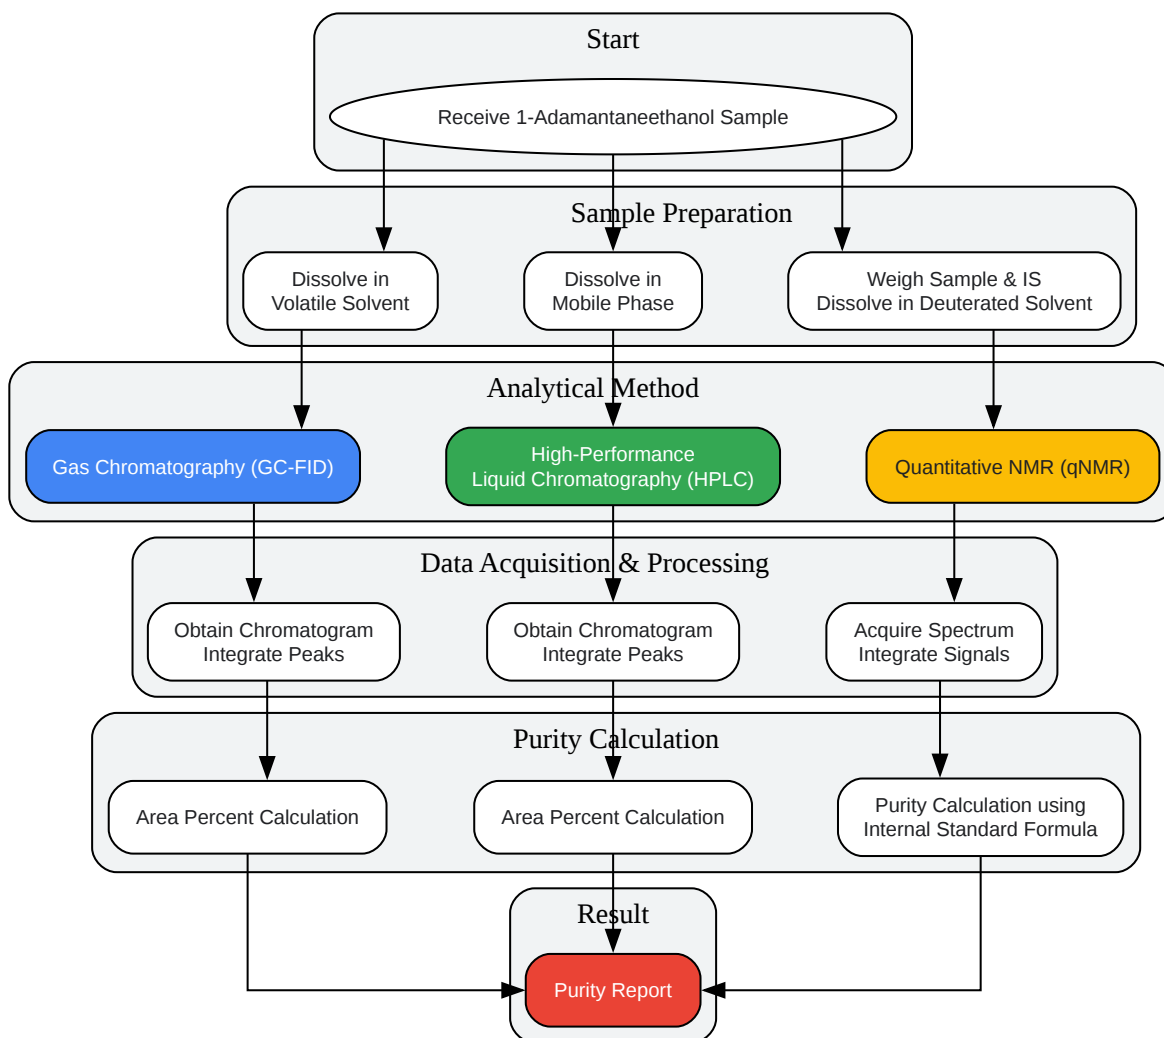 Start
Receive 1-Adamantaneethanol Sample
Sample Preparation
Dissolve in
Volatile Solvent
Dissolve in
Mobile Phase
Weigh Sample & IS
Dissolve in Deuterated Solvent
Analytical Method
Gas Chromatography (GC-FID)
High-Performance
Liquid Chromatography (HPLC)
Quantitative NMR (qNMR)
Data Acquisition & Processing
Obtain Chromatogram
Integrate Peaks
Obtain Chromatogram
Integrate Peaks
Acquire Spectrum
Integrate Signals
Purity Calculation
Area Percent Calculation
Area Percent Calculation
Purity Calculation using
Internal Standard Formula
Result
Purity Report